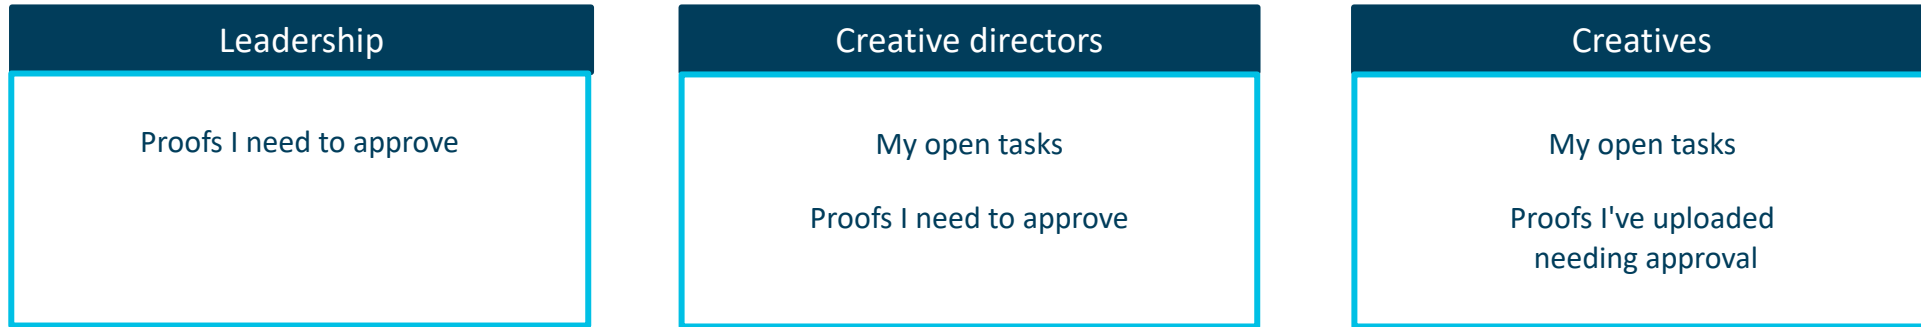 Leadership
Proofs I need to approve
Creative directors
My open tasks
Proofs I need to approve
Creatives
My open tasks
Proofs I've uploaded
needing approval